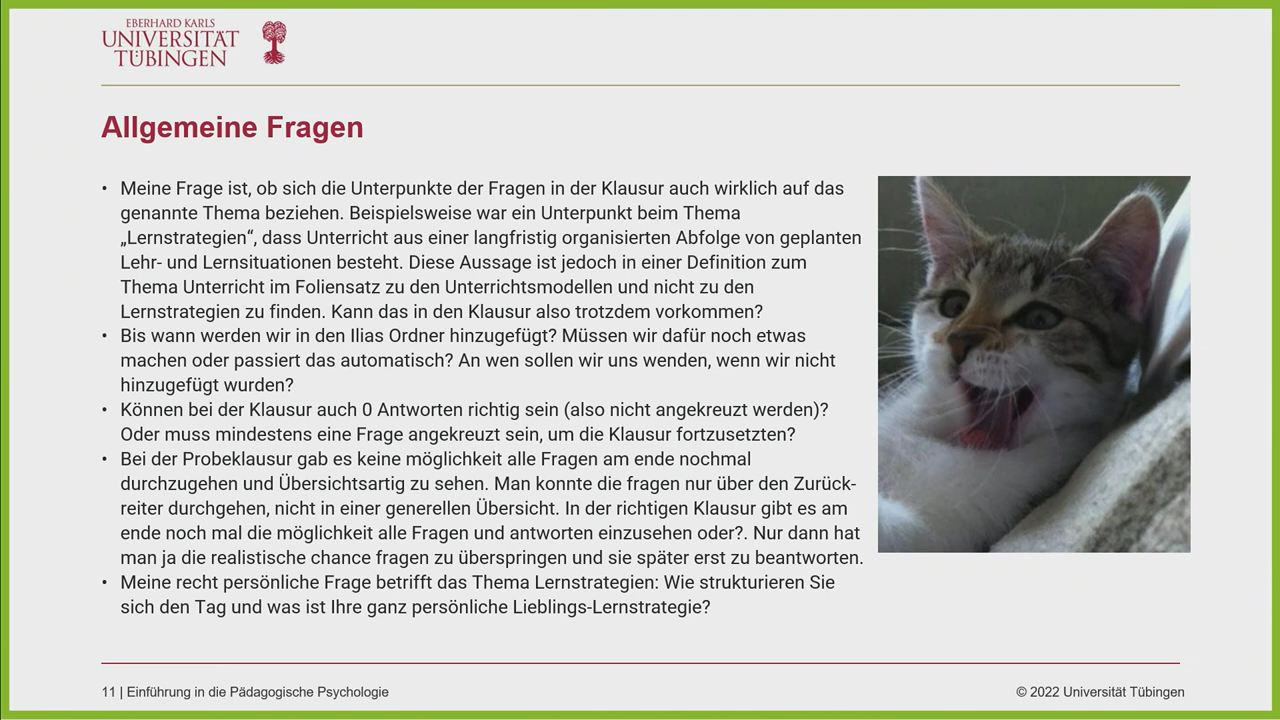 EBERHARD KARLS
UNIVERSITÄT
TÜBINGEN
Allgemeine Fragen
• Meine Frage ist, ob sich die Unterpunkte der Fragen in der Klausur auch wirklich auf das
genannte Thema beziehen. Beispielsweise war ein Unterpunkt beim Thema
„Lernstrategien“, dass Unterricht aus einer langfristig organisierten Abfolge von geplanten
Lehr- und Lernsituationen besteht. Diese Aussage ist jedoch in einer Definition zum
Thema Unterricht im Foliensatz zu den Unterrichtsmodellen und nicht zu den
Lernstrategien zu finden. Kann das in den Klausur also trotzdem vorkommen?
• Bis wann werden wir in den Ilias Ordner hinzugefügt? Müssen wir dafür noch etwas
machen oder passiert das automatisch? An wen sollen wir uns wenden, wenn wir nicht
hinzugefügt wurden?
• Können bei der Klausur auch 0 Antworten richtig sein (also nicht angekreuzt werden)?
Oder muss mindestens eine Frage angekreuzt sein, um die Klausur fortzusetzten?
• Bei der Probeklausur gab es keine möglichkeit alle Fragen am ende nochmal
durchzugehen und Übersichtsartig zu sehen. Man konnte die fragen nur über den Zurück-
reiter durchgehen, nicht in einer generellen Übersicht. In der richtigen Klausur gibt es am
ende noch mal die möglichkeit alle Fragen und antworten einzusehen oder?. Nur dann hat
man ja die realistische chance fragen zu überspringen und sie später erst zu beantworten.
• Meine recht persönliche Frage betrifft das Thema Lernstrategien: Wie strukturieren Sie
sich den Tag und was ist Ihre ganz persönliche Lieblings-Lernstrategie?
11 | Einführung in die Pädagogische Psychologie
© 2022 Universität Tübingen